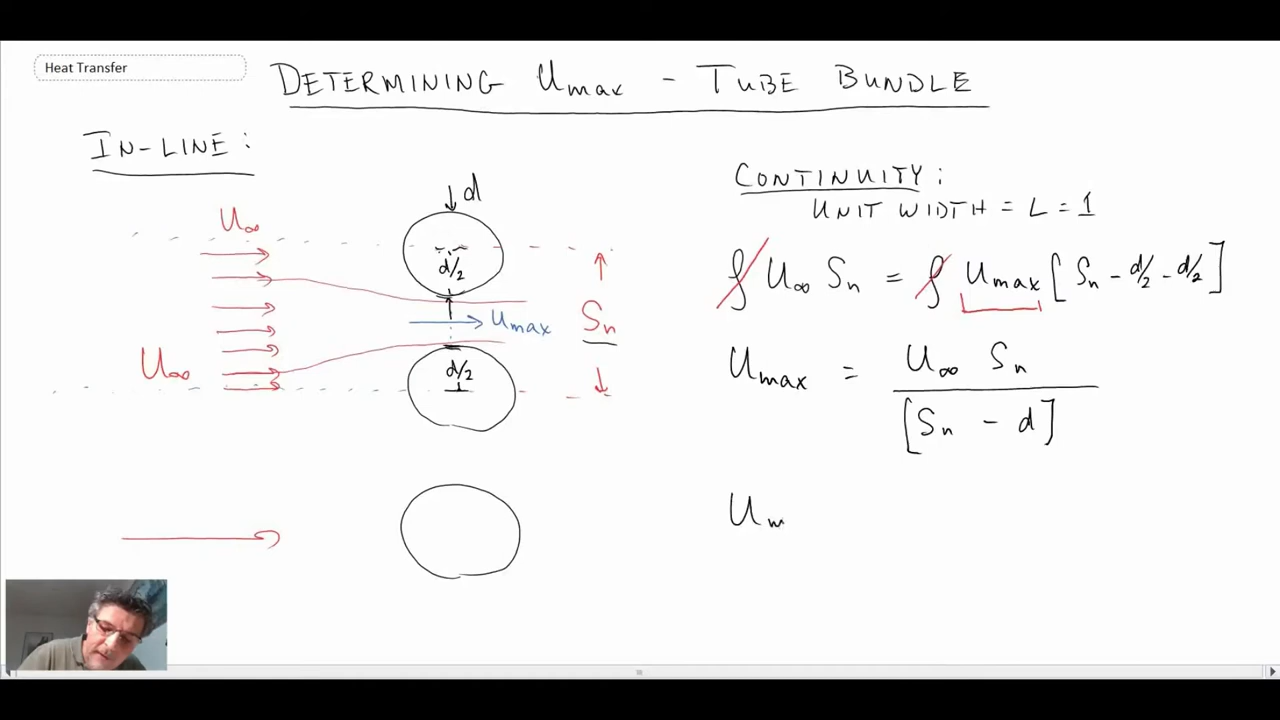 Heat Transfer
DETERMINING Umax - TUBE BUNDLE
IN-LINE:
U∞
d
d/2
Umax
Sn
U∞
d/2
CONTINUITY:
UNIT WIDTH = L = 1
ρ U∞ Sn = ρ Umax [Sn - d/2 - d/2]
Umax = U∞ Sn / [Sn - d]
Um